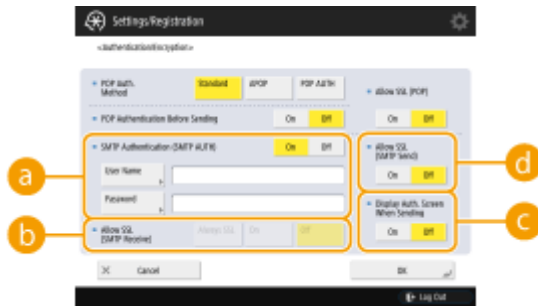 Settings/Registration
<Authentication/Encryption>
POP Auth.
Method
Standard
APOP
POP AUTH
Allow SSL (POP)
POP Authentication Before Sending
On
Off
On
Off
SMTP Authentication (SMTP AUTH)
On
Off
Allow SSL
(SMTP Send)
d
a
User Name
On
Off
Password
Display Auth. Screen
When Sending
c
b
Allow SSL
(SMTP Receive)
Always SSL
On
Off
On
Off
Cancel
OK
Log Out